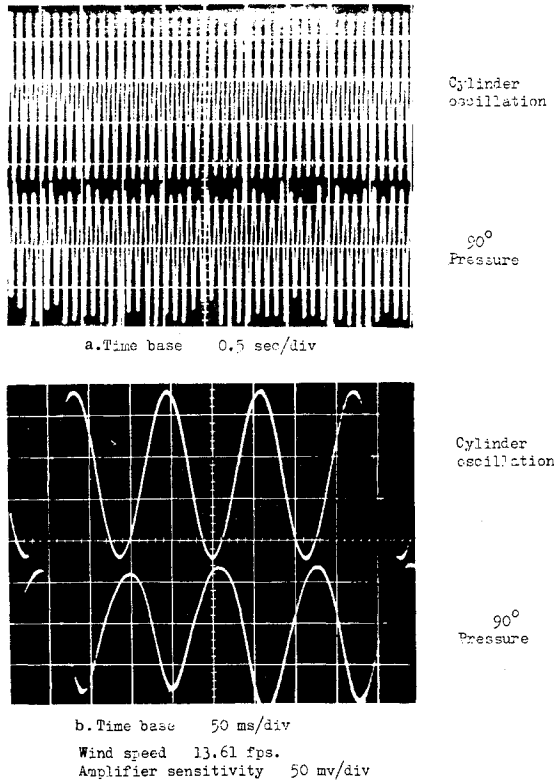 Cylinder
oscillation
90°
Pressure
a. Time base 0.5 sec/div
Cylinder
oscillation
90°
Pressure
b. Time base 50 ms/div
Wind speed 13.61 fps.
Amplifier sensitivity 50 mv/div